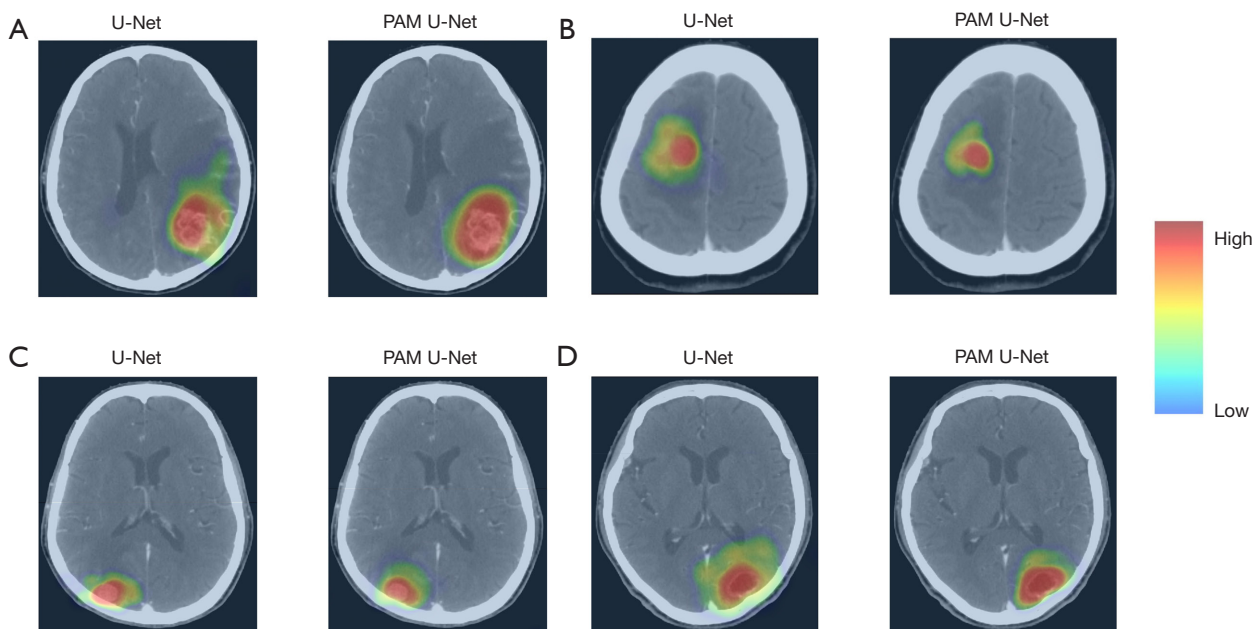 A
U-Net
PAM U-Net
B
U-Net
PAM U-Net
High
Low
C
U-Net
PAM U-Net
D
U-Net
PAM U-Net